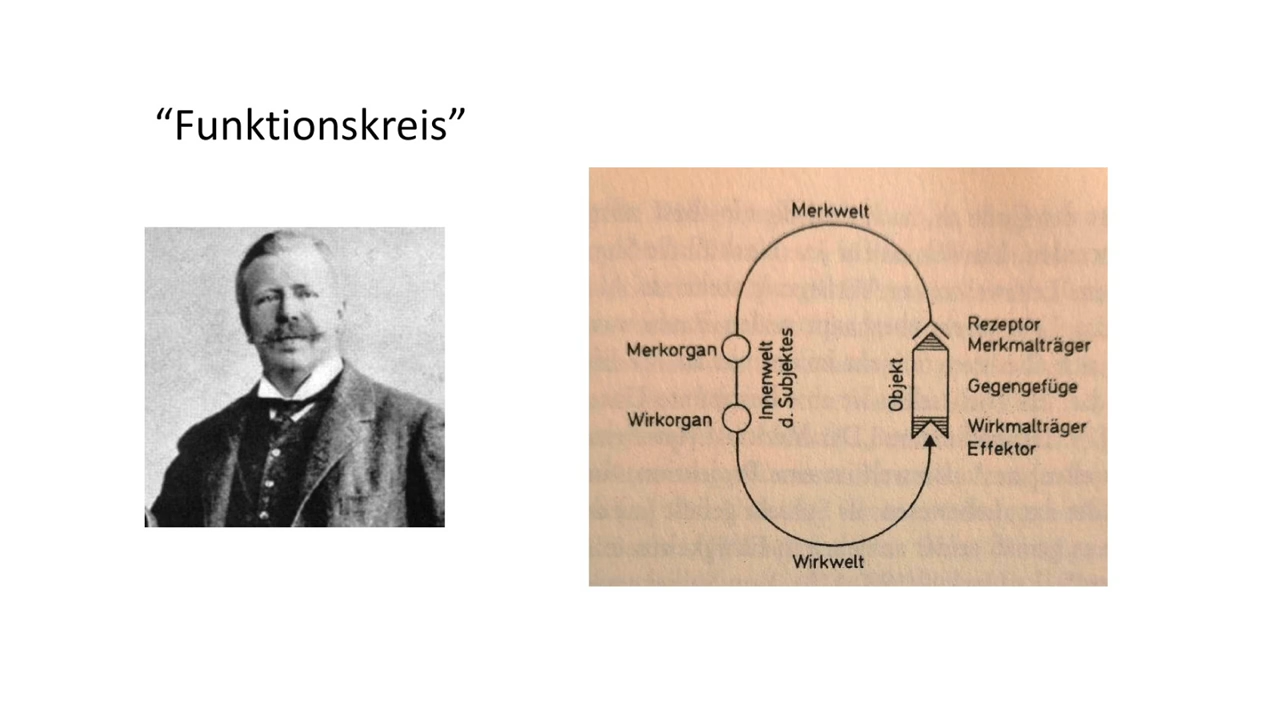 “Funktionskreis”
Merkwelt
Merkorgan
Wirkorgan
Innenwelt
d. Subjektes
Objekt
Rezeptor
Merkmalträger
Gegengefüge
Wirkmalträger
Effektor
Wirkwelt